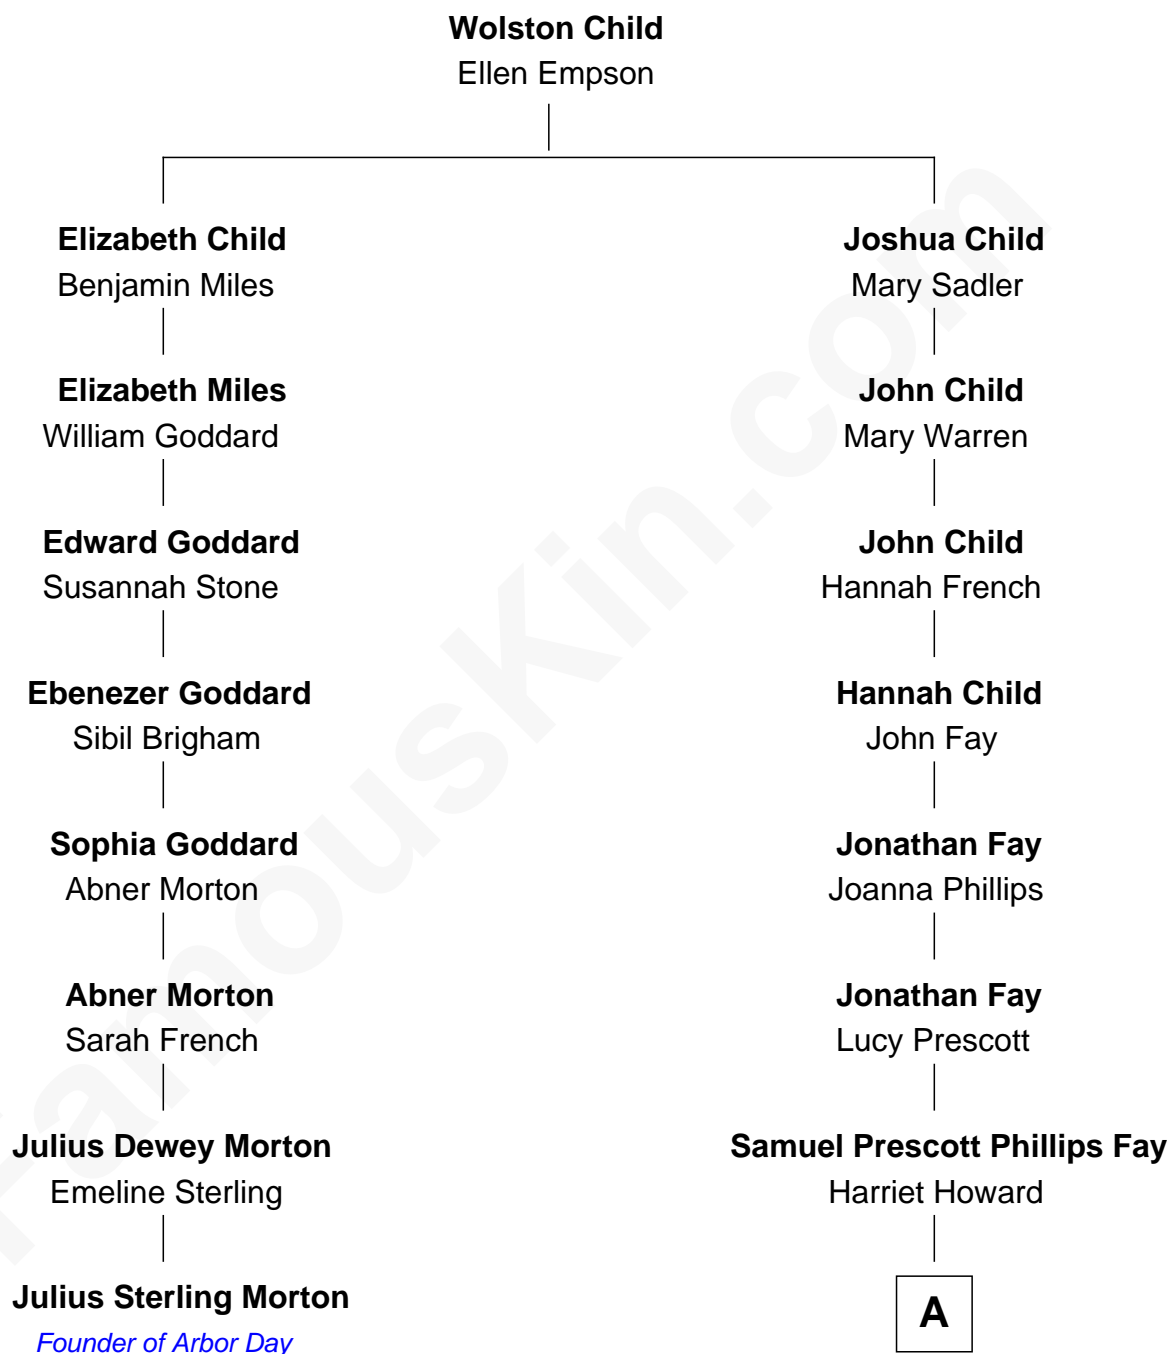 Wolston Child
Ellen Empson
Elizabeth Child
Benjamin Miles
Joshua Child
Mary Sadler
Elizabeth Miles
William Goddard
John Child
Mary Warren
Edward Goddard
Susannah Stone
John Child
Hannah French
Ebenezer Goddard
Sibil Brigham
Hannah Child
John Fay
Sophia Goddard
Abner Morton
Jonathan Fay
Joanna Phillips
Abner Morton
Sarah French
Jonathan Fay
Lucy Prescott
Julius Dewey Morton
Emeline Sterling
Samuel Prescott Phillips Fay
Harriet Howard
Julius Sterling Morton
Founder of Arbor Day
A
FamousKin.com